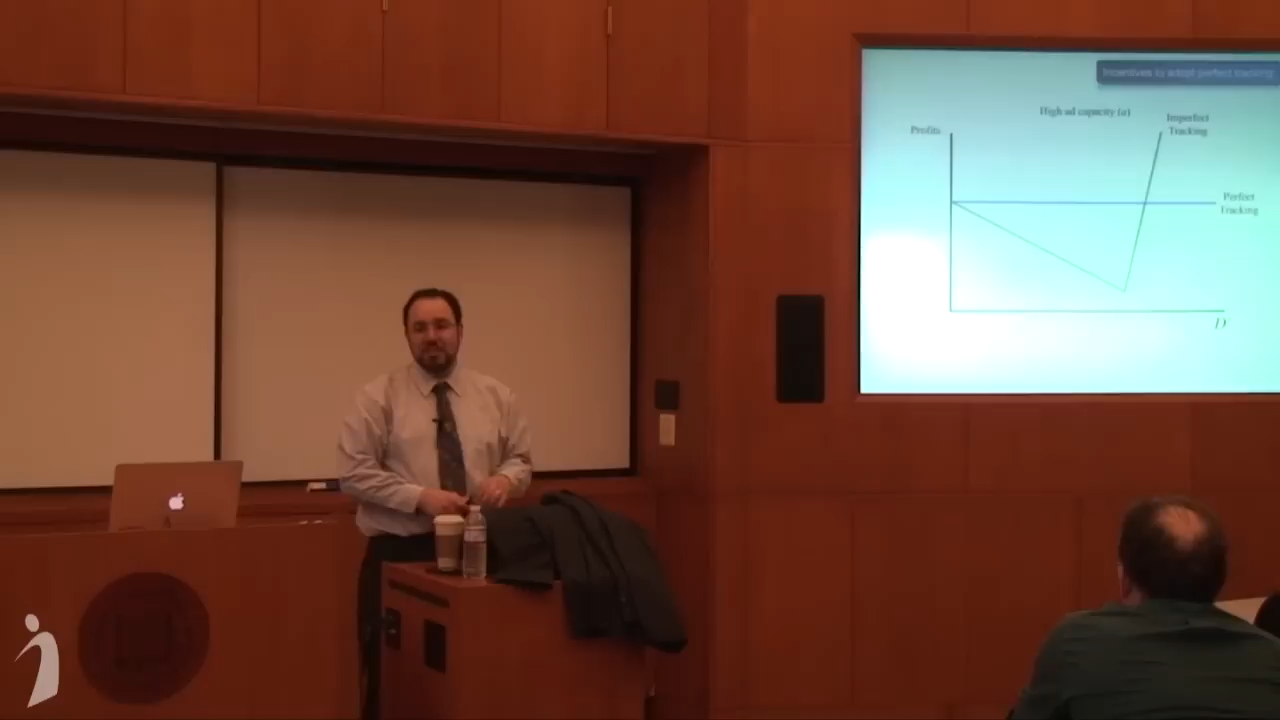 Incentives to adopt perfect tracking
High ad capacity (a)
Imperfect
Tracking
Profits
Perfect
Tracking
D